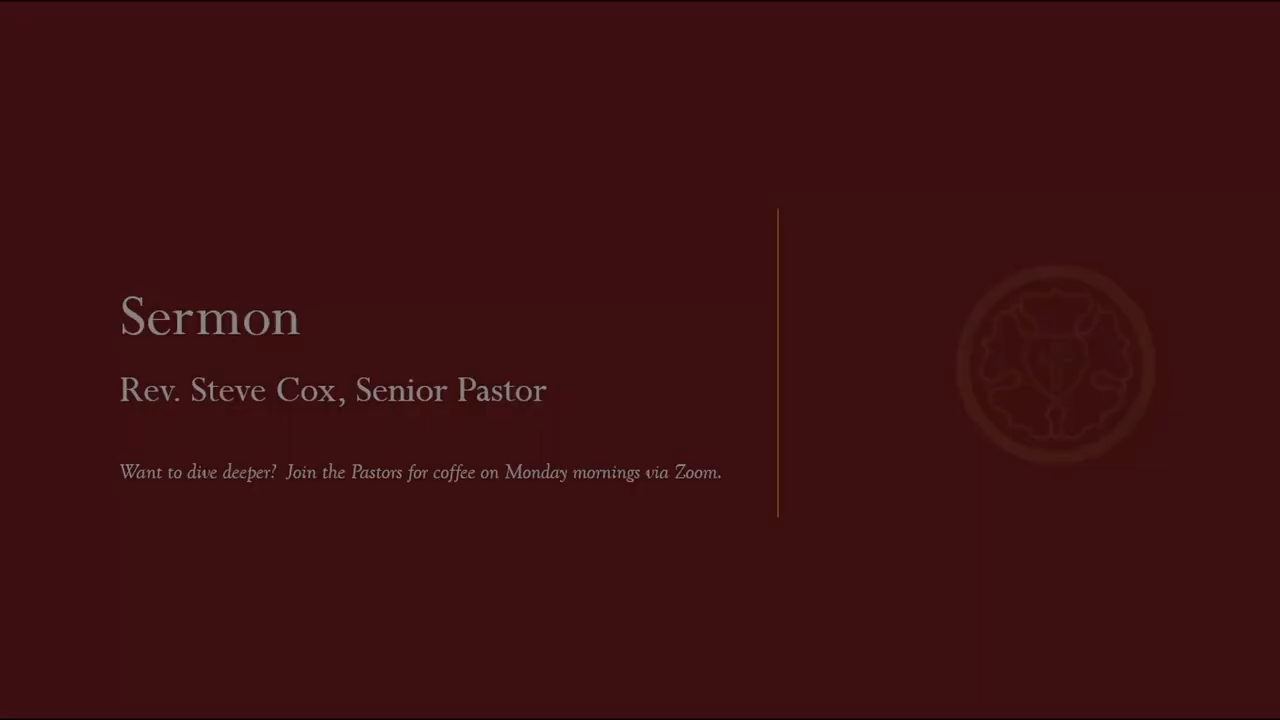 Sermon
Rev. Steve Cox, Senior Pastor
Want to dive deeper?  Join the Pastors for coffee on Monday mornings via Zoom.